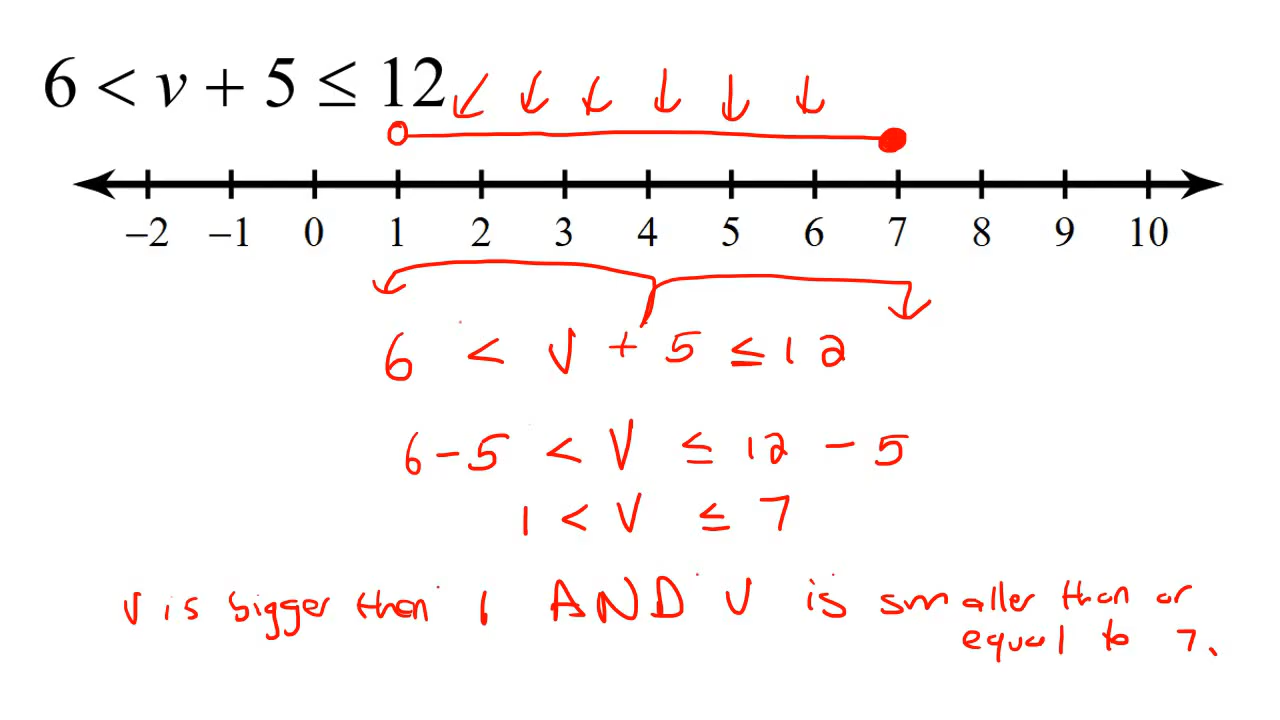 6 < v + 5 ≤ 12
−2 −1 0 1 2 3 4 5 6 7 8 9 10
6 < V + 5 ≤ 12
6 - 5 < V ≤ 12 - 5
1 < V ≤ 7
V is bigger then 1 AND V is smaller than or
equal to 7.